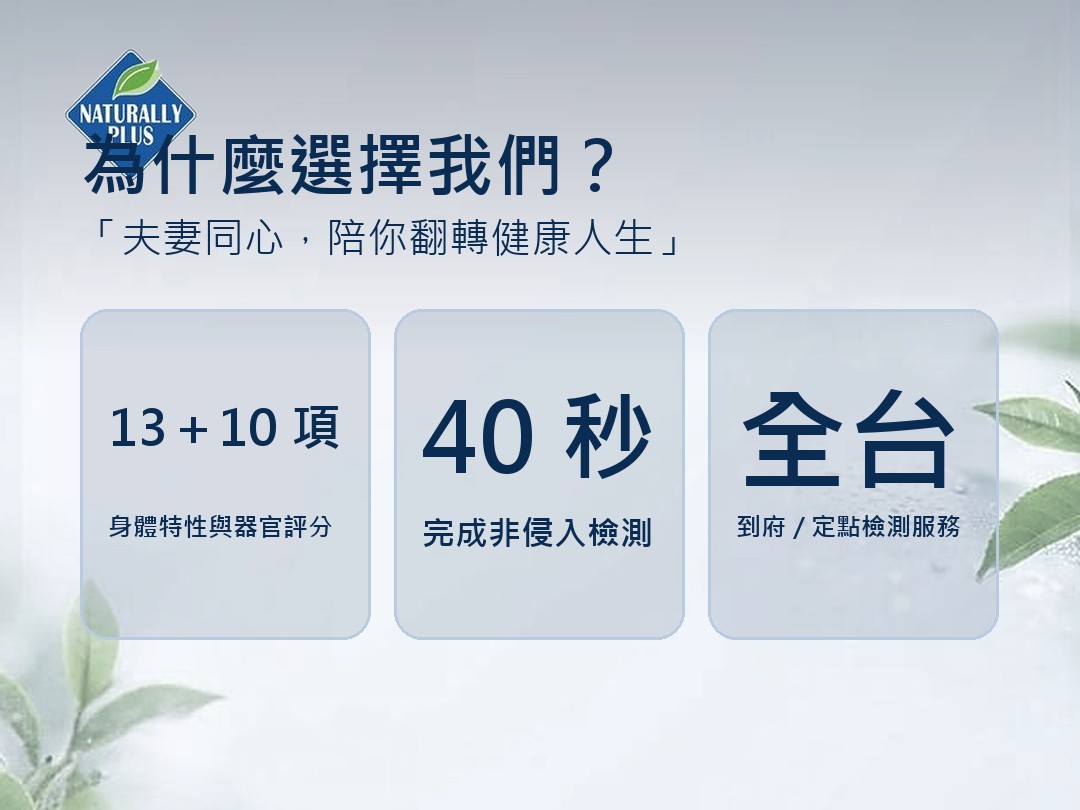 NATURALLY
PLUS
為什麼選擇我們？
「夫妻同心，陪你翻轉健康人生」
13＋10 項
身體特性與器官評分
40 秒
完成非侵入檢測
全台
到府 / 定點檢測服務